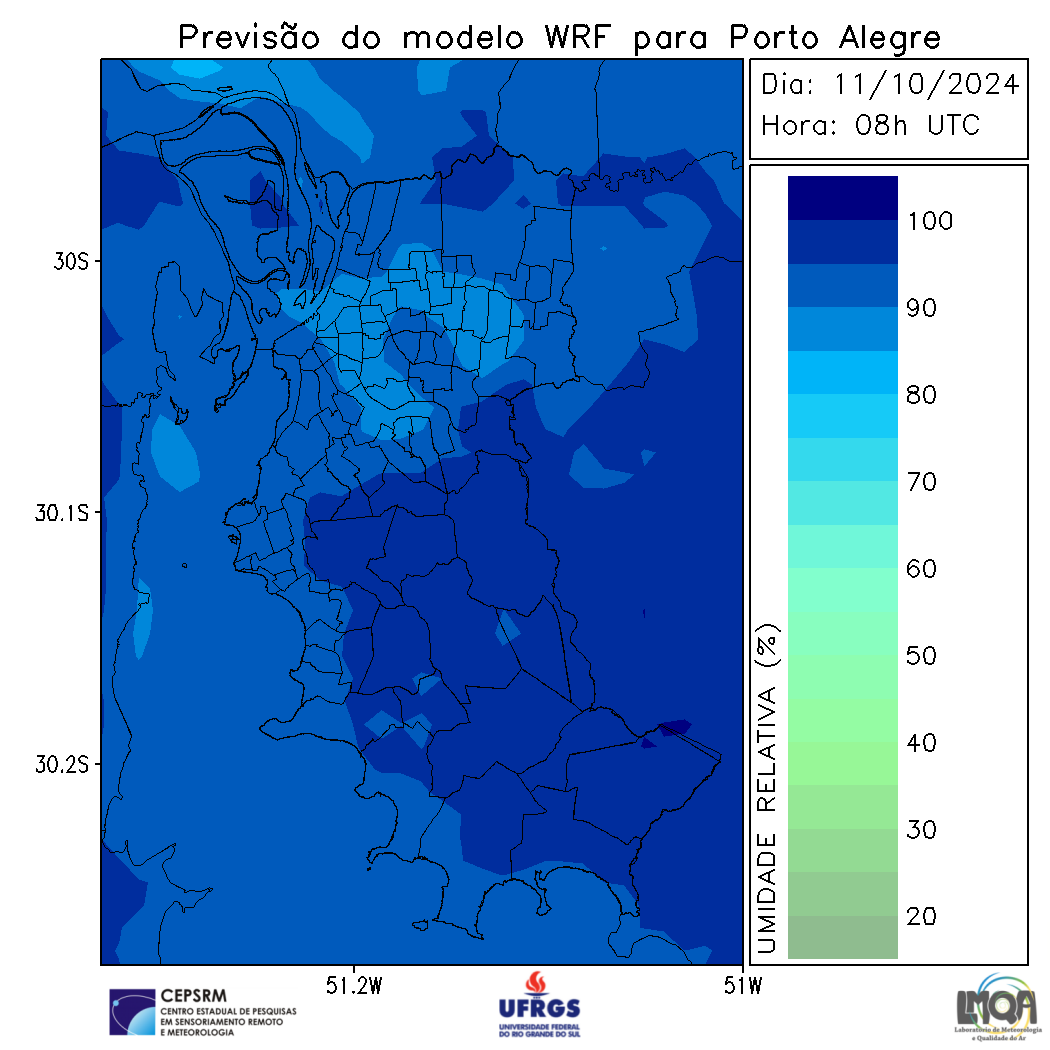 Previsão do modelo WRF para Porto Alegre
Dia: 11/10/2024
Hora: 08h UTC
30S
30.1S
30.2S
51.2W
51W
UMIDADE RELATIVA (%)
100
90
80
70
60
50
40
30
20
CEPSRM
CENTRO ESTADUAL DE PESQUISAS
EM SENSORIAMENTO REMOTO
E METEOROLOGIA
UFRGS
UNIVERSIDADE FEDERAL
DO RIO GRANDE DO SUL
LMQA
Laboratório de Meteorologia
e Qualidade do Ar